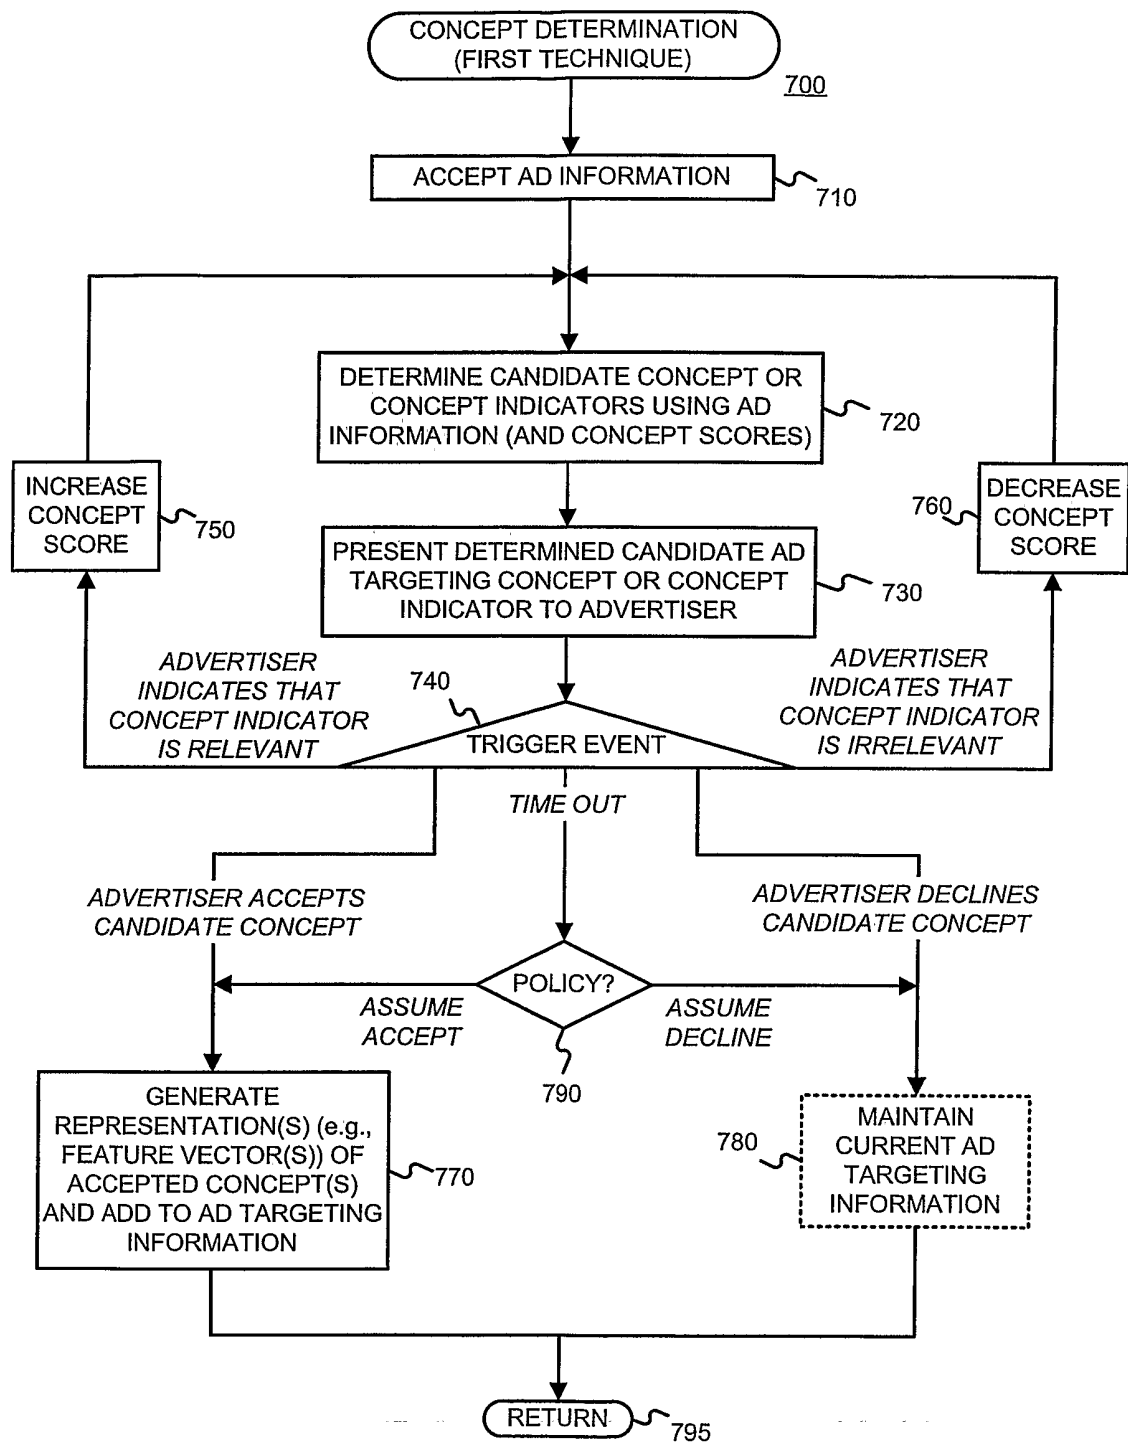 CONCEPT DETERMINATION
(FIRST TECHNIQUE)
700
ACCEPT AD INFORMATION
710
DETERMINE CANDIDATE CONCEPT OR
CONCEPT INDICATORS USING AD
INFORMATION (AND CONCEPT SCORES)
720
INCREASE
CONCEPT
SCORE
750
760
DECREASE
CONCEPT
SCORE
PRESENT DETERMINED CANDIDATE AD
TARGETING CONCEPT OR CONCEPT
INDICATOR TO ADVERTISER
730
ADVERTISER
INDICATES THAT
CONCEPT INDICATOR
IS RELEVANT
740
TRIGGER EVENT
ADVERTISER
INDICATES THAT
CONCEPT INDICATOR
IS IRRELEVANT
TIME OUT
ADVERTISER ACCEPTS
CANDIDATE CONCEPT
ADVERTISER DECLINES
CANDIDATE CONCEPT
POLICY?
ASSUME
ACCEPT
ASSUME
DECLINE
790
GENERATE
REPRESENTATION(S) (e.g.,
FEATURE VECTOR(S)) OF
ACCEPTED CONCEPT(S)
AND ADD TO AD TARGETING
INFORMATION
770
780
MAINTAIN
CURRENT AD
TARGETING
INFORMATION
RETURN
795